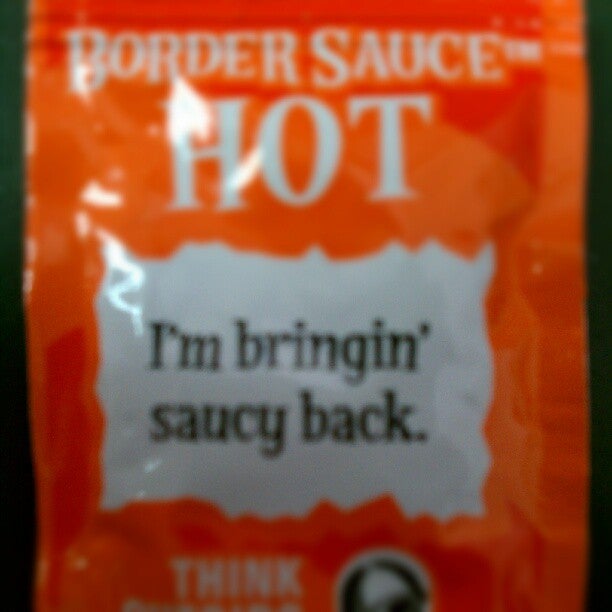 BORDER SAUCE™
HOT
I'm bringin'
saucy back.
THINK